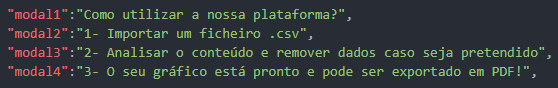 "modal1":"Como utilizar a nossa plataforma?",
"modal2":"1- Importar um ficheiro .csv",
"modal3":"2- Analisar o conteúdo e remover dados caso seja pretendido"
"modal4":"3- O seu gráfico está pronto e pode ser exportado em PDF!",